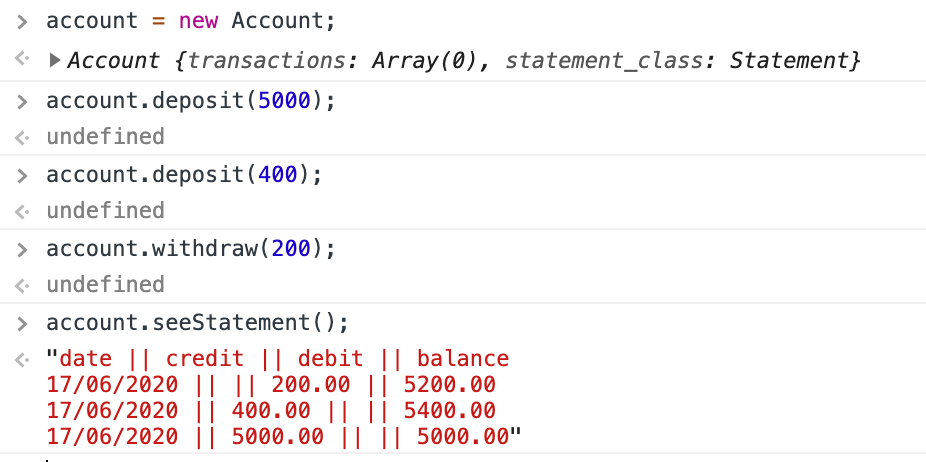 > account = new Account;
<· ▶Account {transactions: Array(0), statement_class: Statement}
> account.deposit(5000);
<· undefined
> account.deposit(400);
<· undefined
> account.withdraw(200);
<· undefined
> account.seeStatement();
<· "date || credit || debit || balance
17/06/2020 || || 200.00 || 5200.00
17/06/2020 || 400.00 || || 5400.00
17/06/2020 || 5000.00 || || 5000.00"